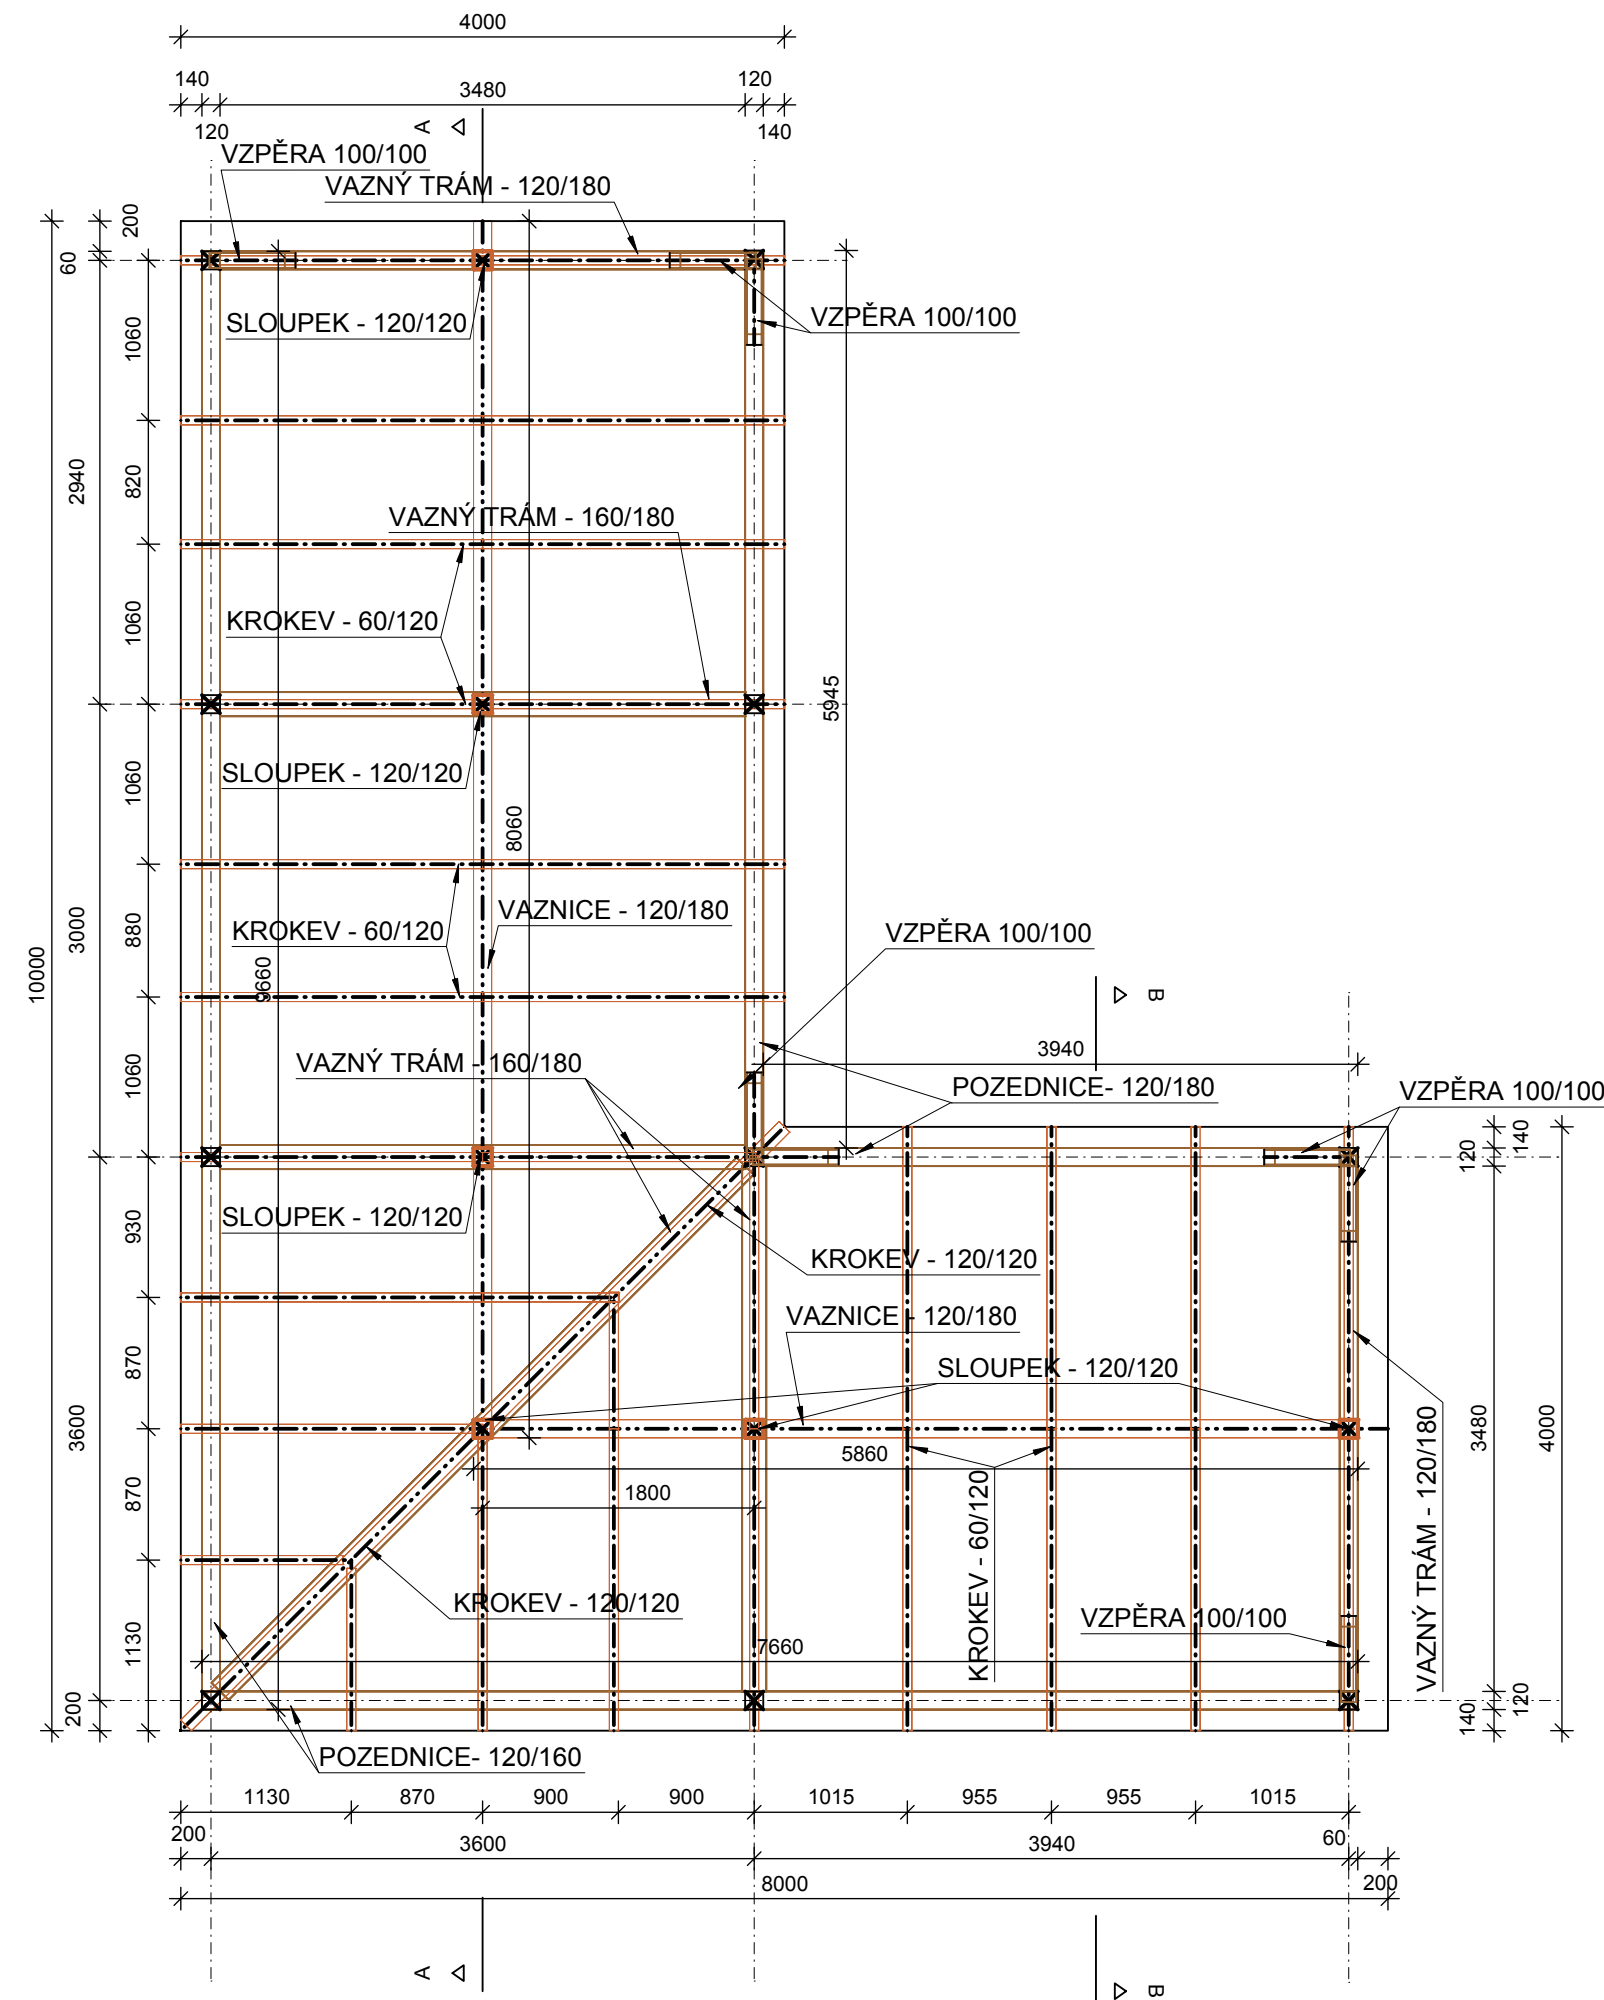 4000
140
3480
120
120
140
A
VZPĚRA 100/100
VAZNÝ TRÁM - 120/180
200
60
SLOUPEK - 120/120
VZPĚRA 100/100
1060
2940
820
VAZNÝ TRÁM - 160/180
KROKEV - 60/120
1060
5945
SLOUPEK - 120/120
1060
8060
VAZNICE - 120/180
KROKEV - 60/120
3000
880
VZPĚRA 100/100
10000
9660
B
3940
VAZNÝ TRÁM - 160/180
1060
POZEDNICE- 120/180
VZPĚRA 100/100
140
120
SLOUPEK - 120/120
930
KROKEV - 120/120
VAZNICE - 120/180
870
SLOUPEK - 120/120
3600
3480
4000
5860
1800
870
KROKEV - 60/120
VAZNÝ TRÁM - 120/180
KROKEV - 120/120
VZPĚRA 100/100
7660
1130
200
120
140
POZEDNICE- 120/160
1130
870
900
900
1015
955
955
1015
200
3600
3940
60
8000
200
A
B